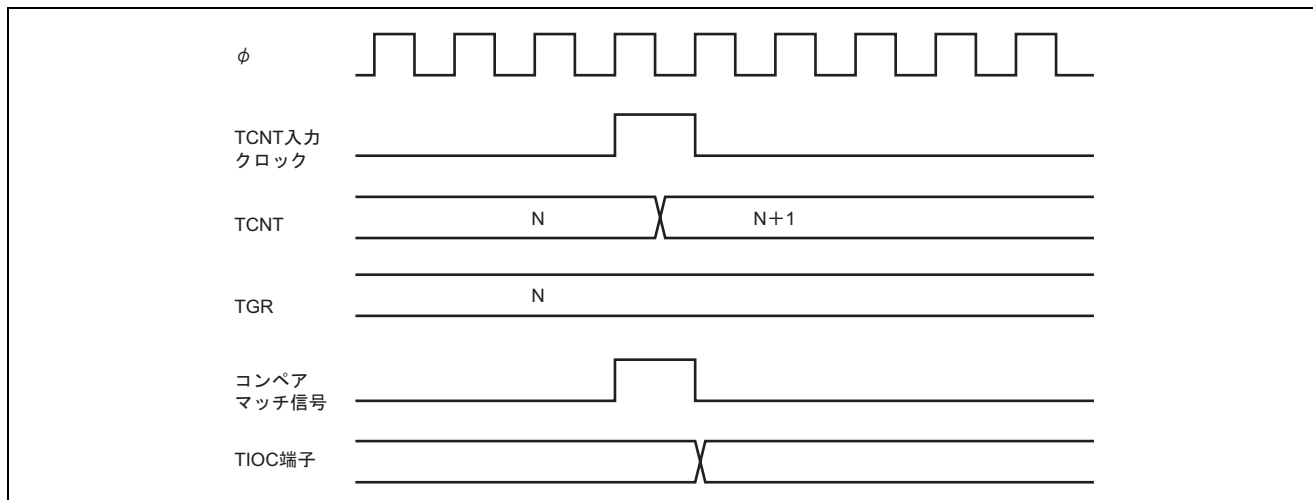 φ
TCNT入力
クロック
TCNT
N
N＋1
TGR
N
コンペア
マッチ信号
TIOC端子